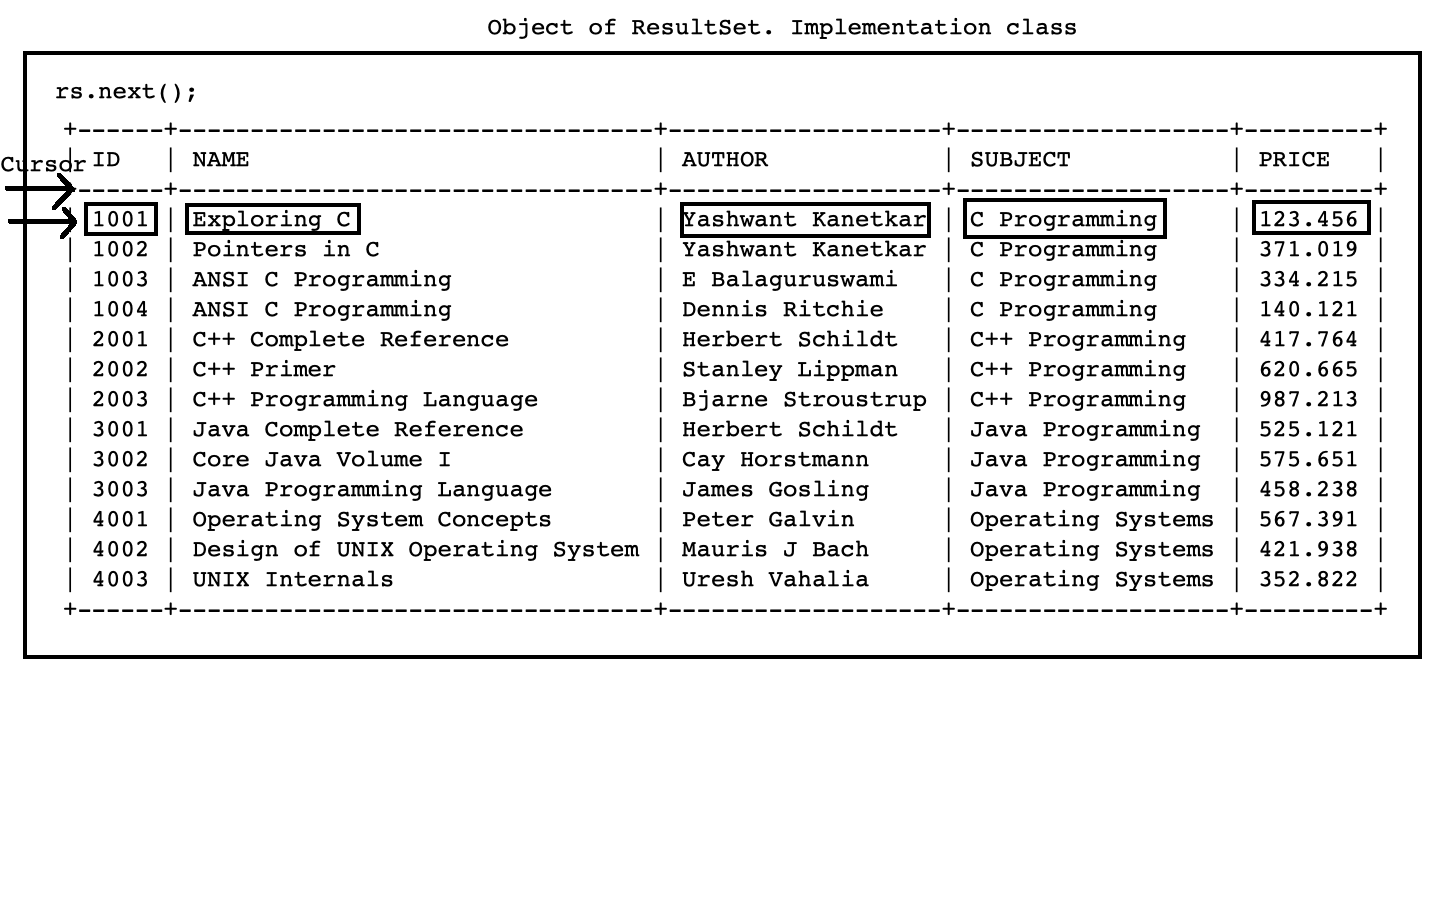 Object of ResultSet. Implementation class
rs.next();
+------+---------------------------------+-------------------+-------------------+---------+
Cursor
| ID | NAME | AUTHOR | SUBJECT | PRICE |
+------+---------------------------------+-------------------+-------------------+---------+
| 1001 | Exploring C | Yashwant Kanetkar | C Programming | 123.456 |
| 1002 | Pointers in C | Yashwant Kanetkar | C Programming | 371.019 |
| 1003 | ANSI C Programming | E Balaguruswami | C Programming | 334.215 |
| 1004 | ANSI C Programming | Dennis Ritchie | C Programming | 140.121 |
| 2001 | C++ Complete Reference | Herbert Schildt | C++ Programming | 417.764 |
| 2002 | C++ Primer | Stanley Lippman | C++ Programming | 620.665 |
| 2003 | C++ Programming Language | Bjarne Stroustrup | C++ Programming | 987.213 |
| 3001 | Java Complete Reference | Herbert Schildt | Java Programming | 525.121 |
| 3002 | Core Java Volume I | Cay Horstmann | Java Programming | 575.651 |
| 3003 | Java Programming Language | James Gosling | Java Programming | 458.238 |
| 4001 | Operating System Concepts | Peter Galvin | Operating Systems | 567.391 |
| 4002 | Design of UNIX Operating System | Mauris J Bach | Operating Systems | 421.938 |
| 4003 | UNIX Internals | Uresh Vahalia | Operating Systems | 352.822 |
+------+---------------------------------+-------------------+-------------------+---------+